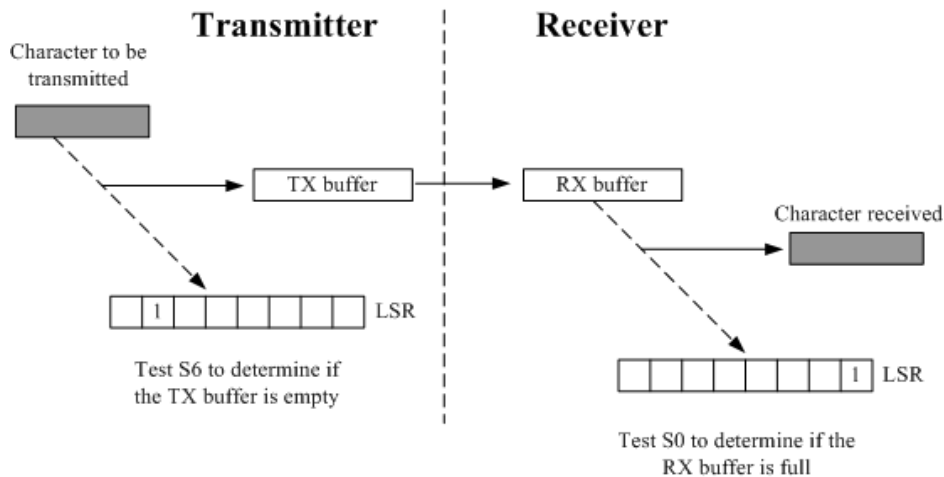 Transmitter
Receiver
Character to be
transmitted
TX buffer
RX buffer
Character received
1
LSR
Test S6 to determine if
the TX buffer is empty
1
LSR
Test S0 to determine if the
RX buffer is full